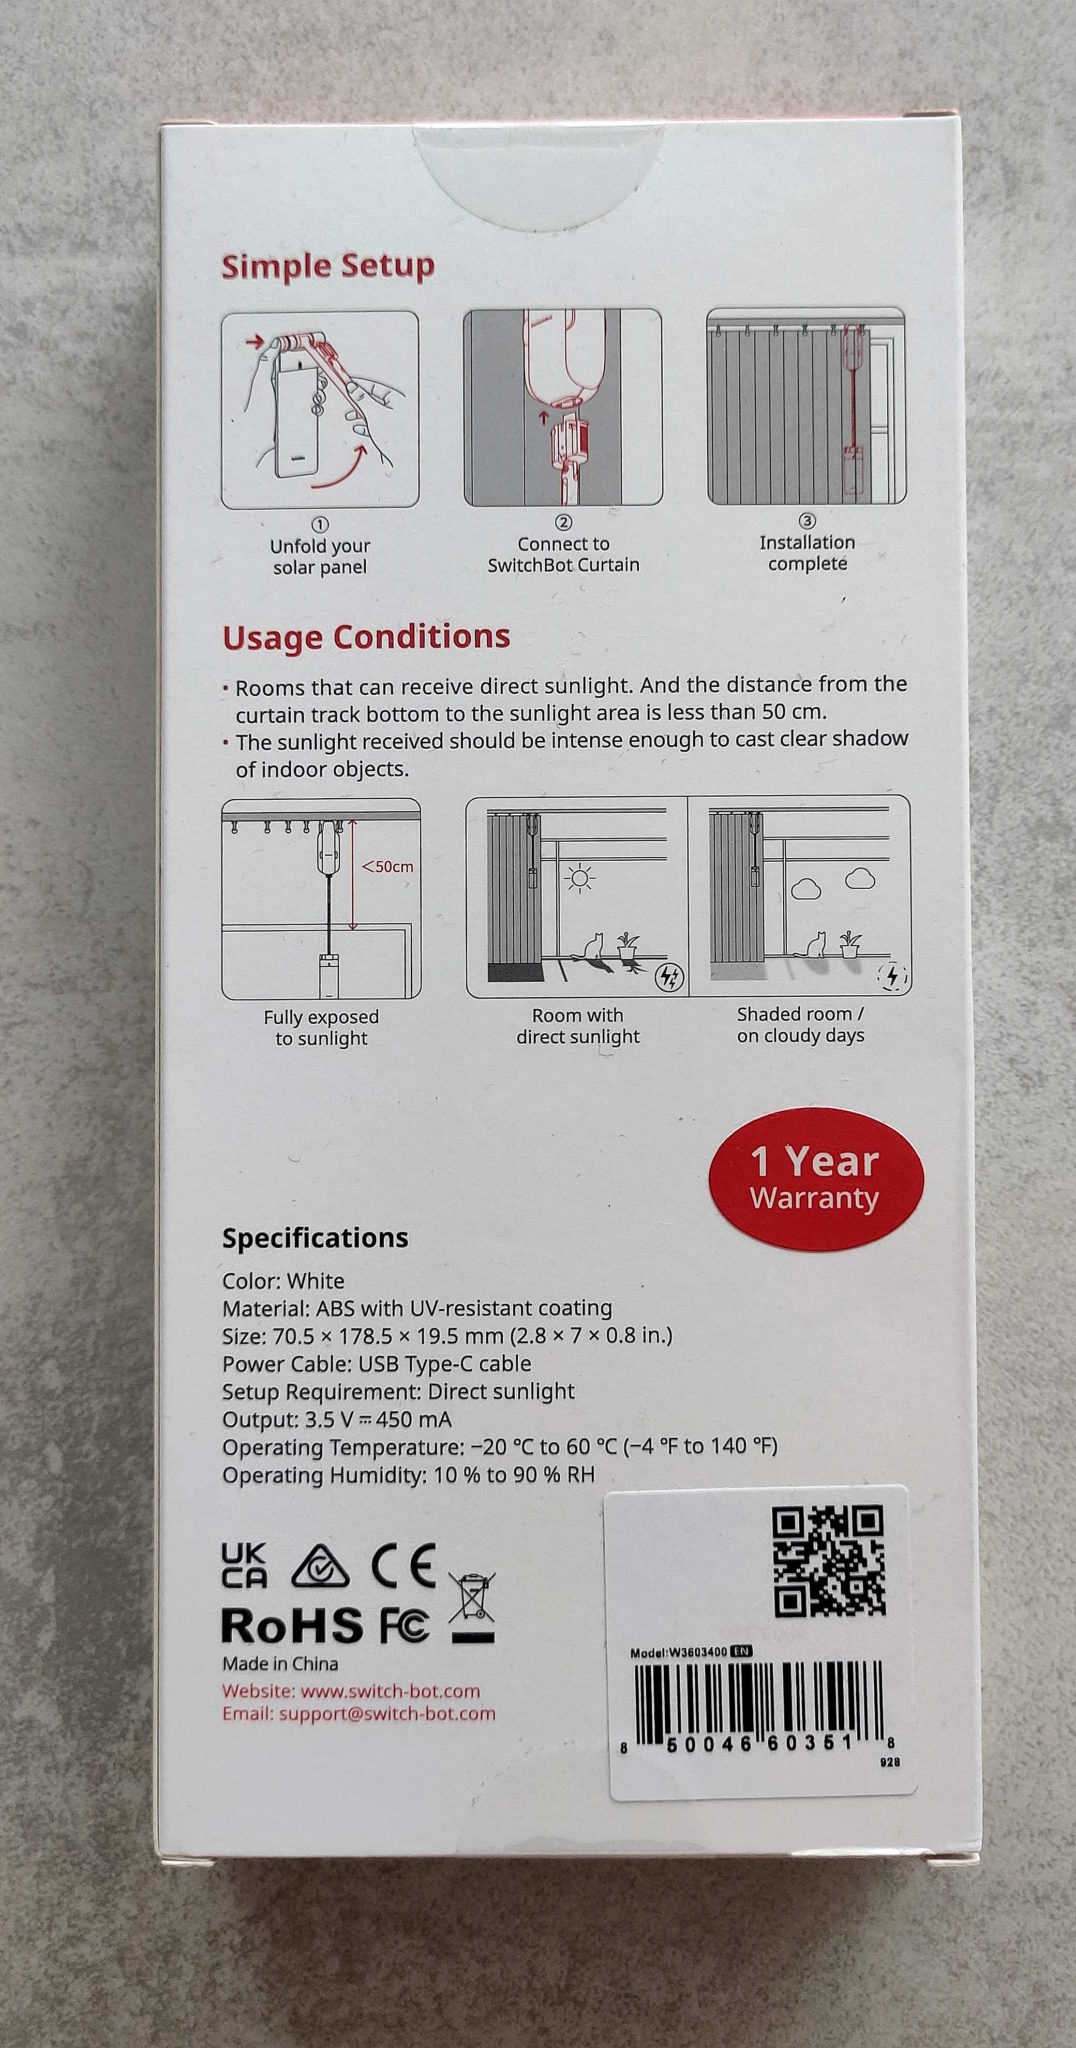 Simple Setup
① ② ③
Unfold your
solar panel
Connect to
SwitchBot Curtain
Installation
complete
Usage Conditions
• Rooms that can receive direct sunlight. And the distance from the
curtain track bottom to the sunlight area is less than 50 cm.
• The sunlight received should be intense enough to cast clear shadow
of indoor objects.
<50cm
Fully exposed
to sunlight
Room with
direct sunlight
Shaded room /
on cloudy days
1 Year
Warranty
Specifications
Color: White
Material: ABS with UV-resistant coating
Size: 70.5 × 178.5 × 19.5 mm (2.8 × 7 × 0.8 in.)
Power Cable: USB Type-C cable
Setup Requirement: Direct sunlight
Output: 3.5 V ⎓ 450 mA
Operating Temperature: −20 ℃ to 60 ℃ (−4 ℉ to 140 ℉)
Operating Humidity: 10 % to 90 % RH
UK
CA
CE
RoHS FC
Made in China
Website: www.switch-bot.com
Email: support@switch-bot.com
Model:W3603400 EN
8 50046 60351 8
928